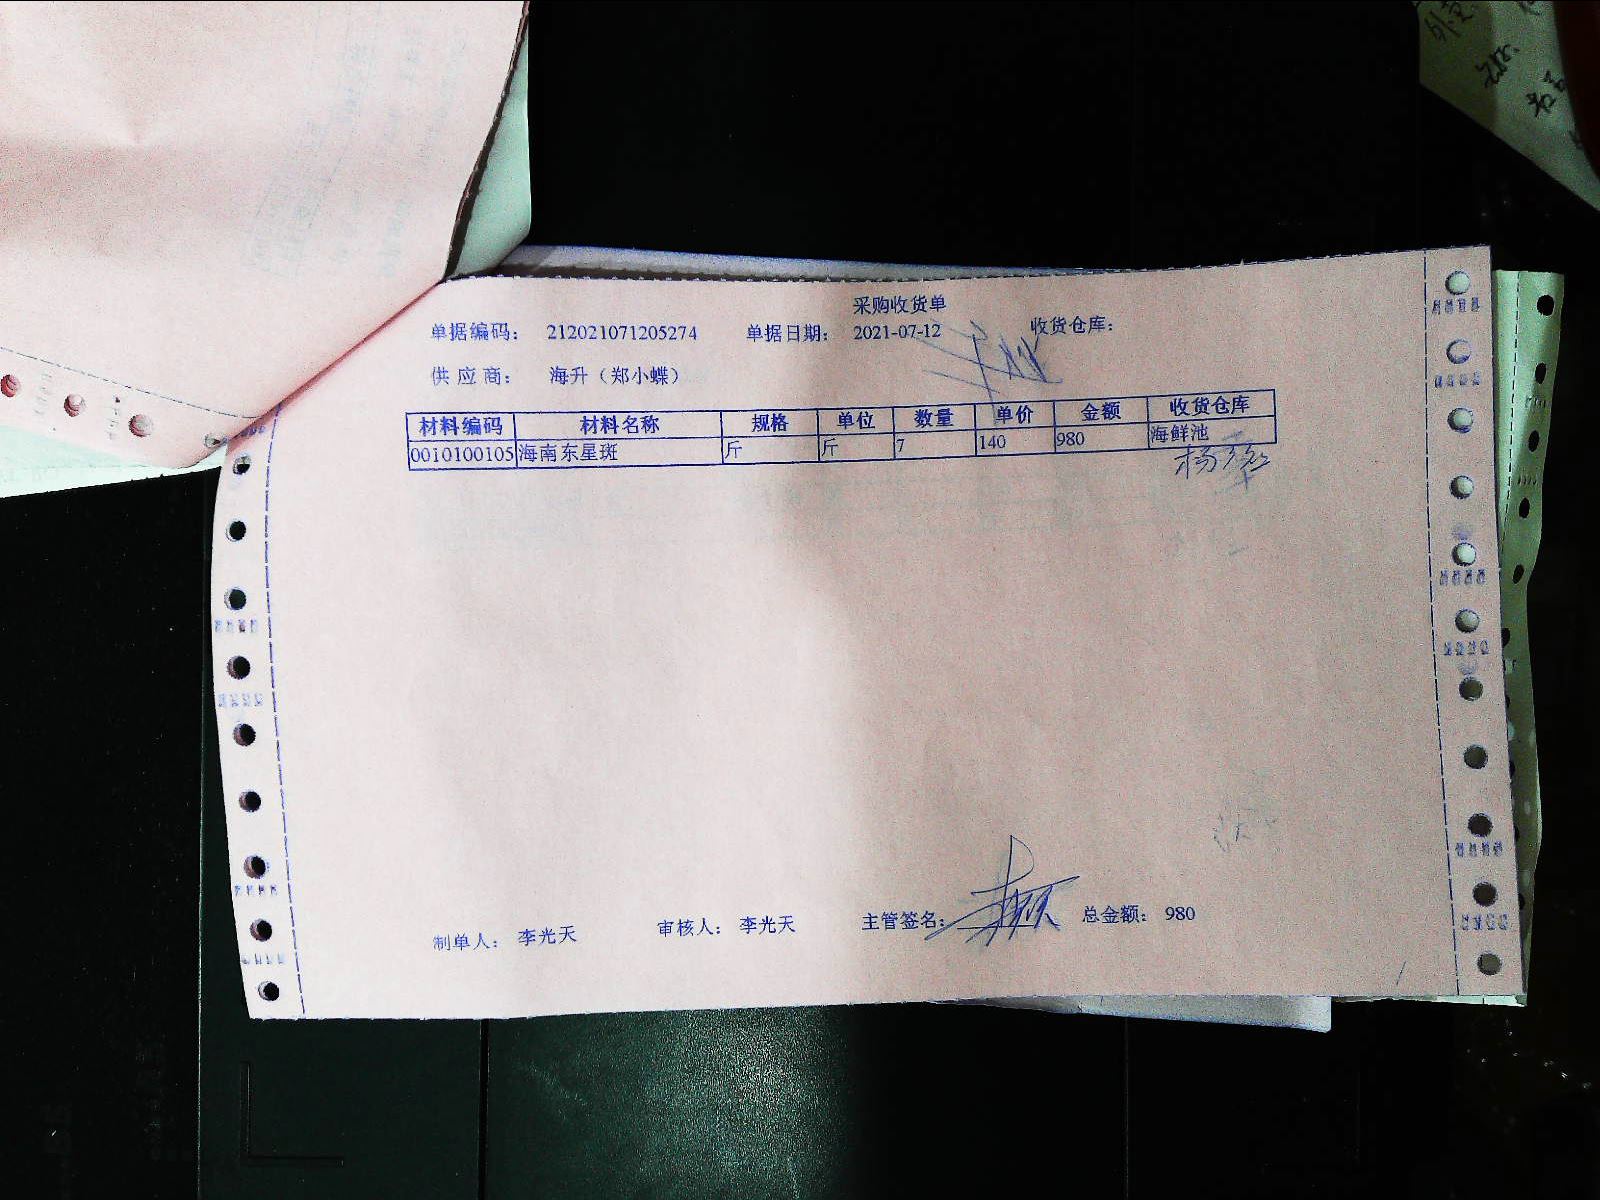 采购收货单
单据编码： 212021071205274 单据日期： 2021-07-12 收货仓库：
供 应 商： 海升（郑小蝶）
材料编码 材料名称 规格 单位 数量 单价 金额 收货仓库
0010100105 海南东星斑 斤 斤 7 140 980 海鲜池
制单人： 李光天 审核人： 李光天 主管签名： 总金额： 980